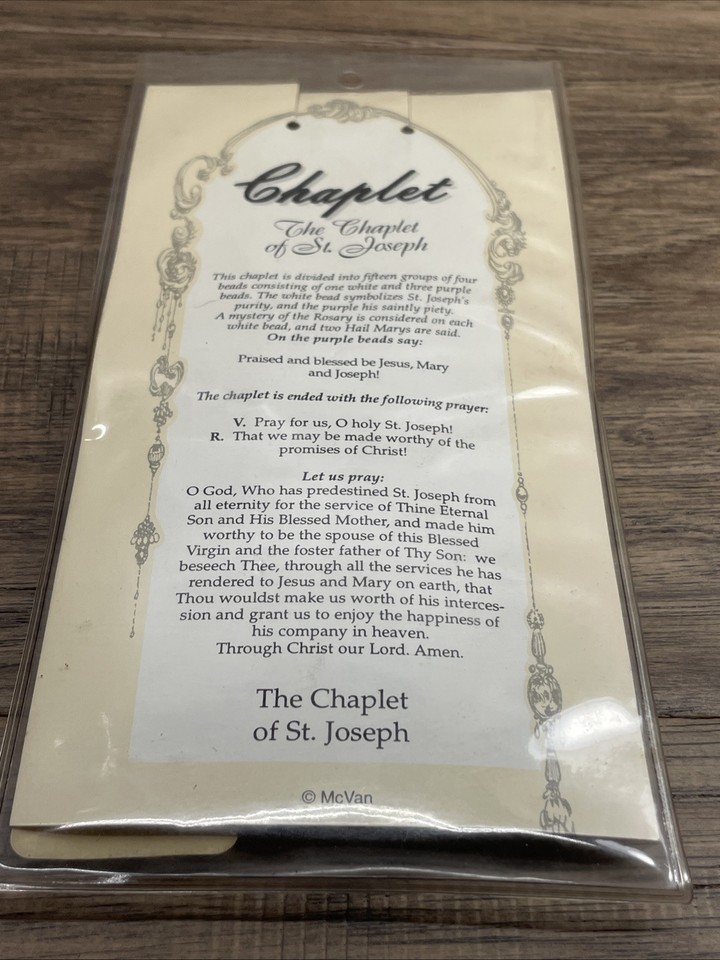 Chaplet
The Chaplet
of St. Joseph
This chaplet is divided into fifteen groups of four
beads consisting of one white and three purple
beads. The white bead symbolizes St. Joseph's
purity, and the purple his saintly piety.
A mystery of the Rosary is considered on each
white bead, and two Hail Marys are said.
On the purple beads say:
Praised and blessed be Jesus, Mary
and Joseph!
The chaplet is ended with the following prayer:
V. Pray for us, O holy St. Joseph!
R. That we may be made worthy of the
promises of Christ!
Let us pray:
O God, Who has predestined St. Joseph from
all eternity for the service of Thine Eternal
Son and His Blessed Mother, and made him
worthy to be the spouse of this Blessed
Virgin and the foster father of Thy Son: we
beseech Thee, through all the services he has
rendered to Jesus and Mary on earth, that
Thou wouldst make us worth of his interces-
sion and grant us to enjoy the happiness of
his company in heaven.
Through Christ our Lord. Amen.
The Chaplet
of St. Joseph
© McVan